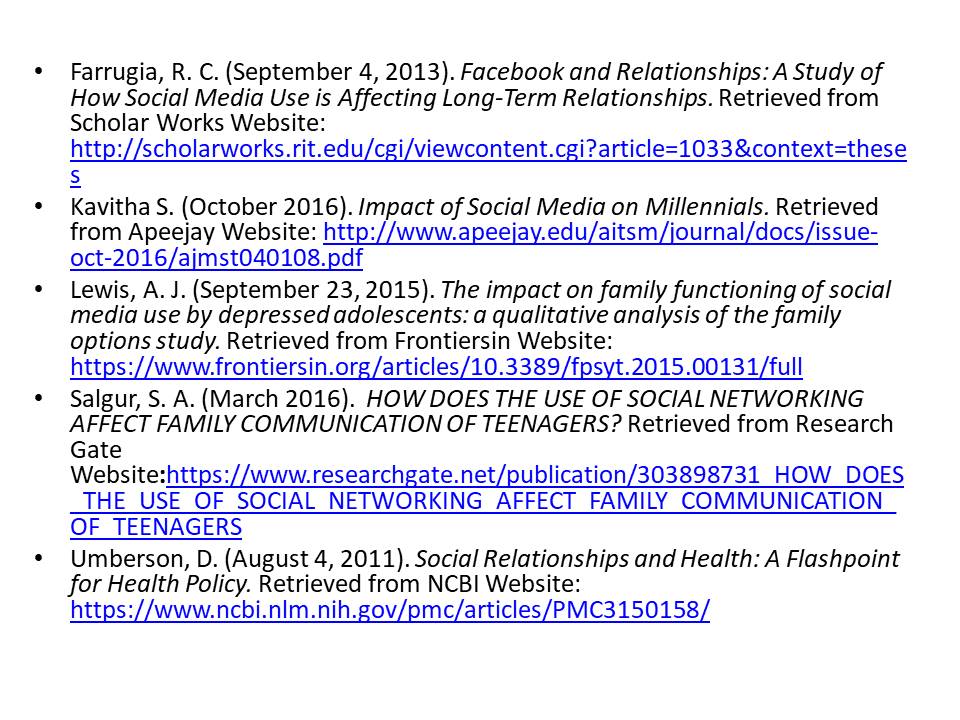 • Farrugia, R. C. (September 4, 2013). Facebook and Relationships: A Study of
How Social Media Use is Affecting Long-Term Relationships. Retrieved from
Scholar Works Website:
http://scholarworks.rit.edu/cgi/viewcontent.cgi?article=1033&context=these
s
• Kavitha S. (October 2016). Impact of Social Media on Millennials. Retrieved
from Apeejay Website: http://www.apeejay.edu/aitsm/journal/docs/issue-
oct-2016/ajmst040108.pdf
• Lewis, A. J. (September 23, 2015). The impact on family functioning of social
media use by depressed adolescents: a qualitative analysis of the family
options study. Retrieved from Frontiersin Website:
https://www.frontiersin.org/articles/10.3389/fpsyt.2015.00131/full
• Salgur, S. A. (March 2016). HOW DOES THE USE OF SOCIAL NETWORKING
AFFECT FAMILY COMMUNICATION OF TEENAGERS? Retrieved from Research
Gate
Website:https://www.researchgate.net/publication/303898731_HOW_DOES
_THE_USE_OF_SOCIAL_NETWORKING_AFFECT_FAMILY_COMMUNICATION_
OF_TEENAGERS
• Umberson, D. (August 4, 2011). Social Relationships and Health: A Flashpoint
for Health Policy. Retrieved from NCBI Website:
https://www.ncbi.nlm.nih.gov/pmc/articles/PMC3150158/